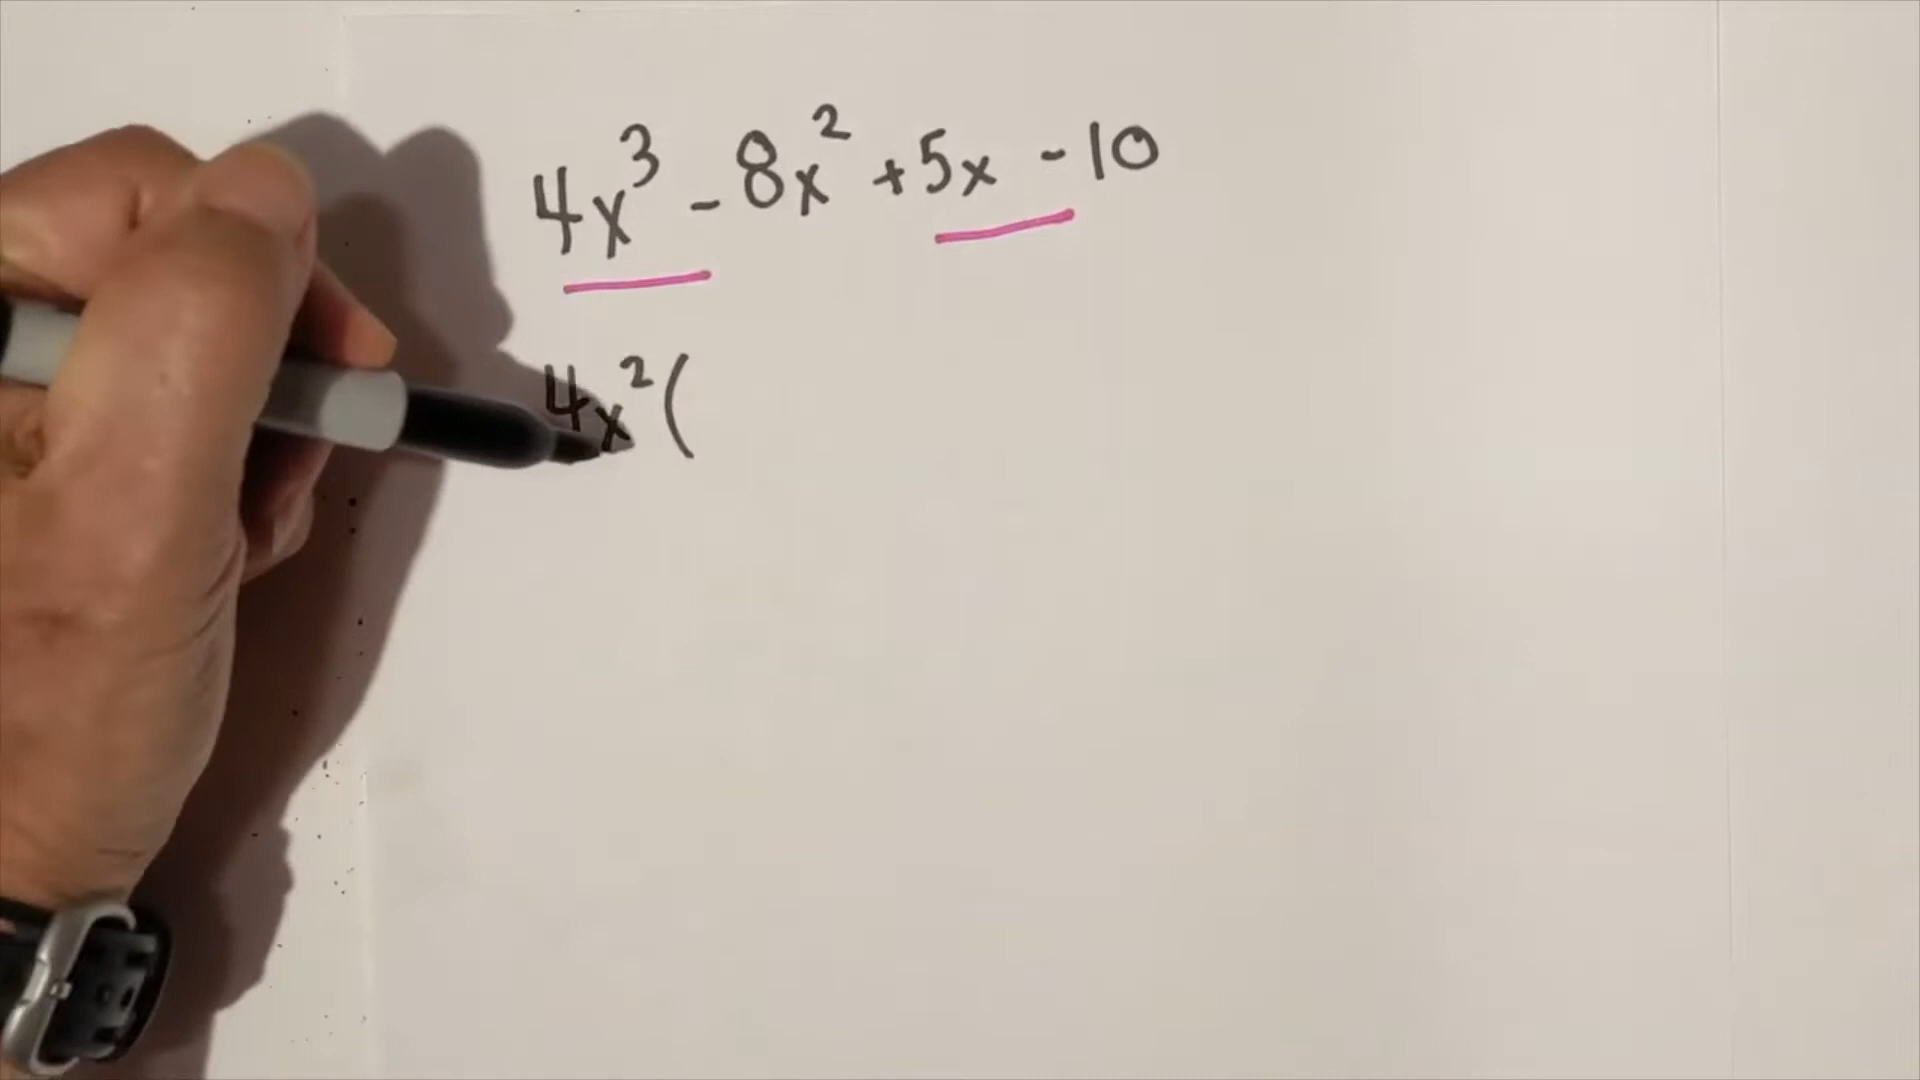 4x³ - 8x² + 5x - 10
4x² (